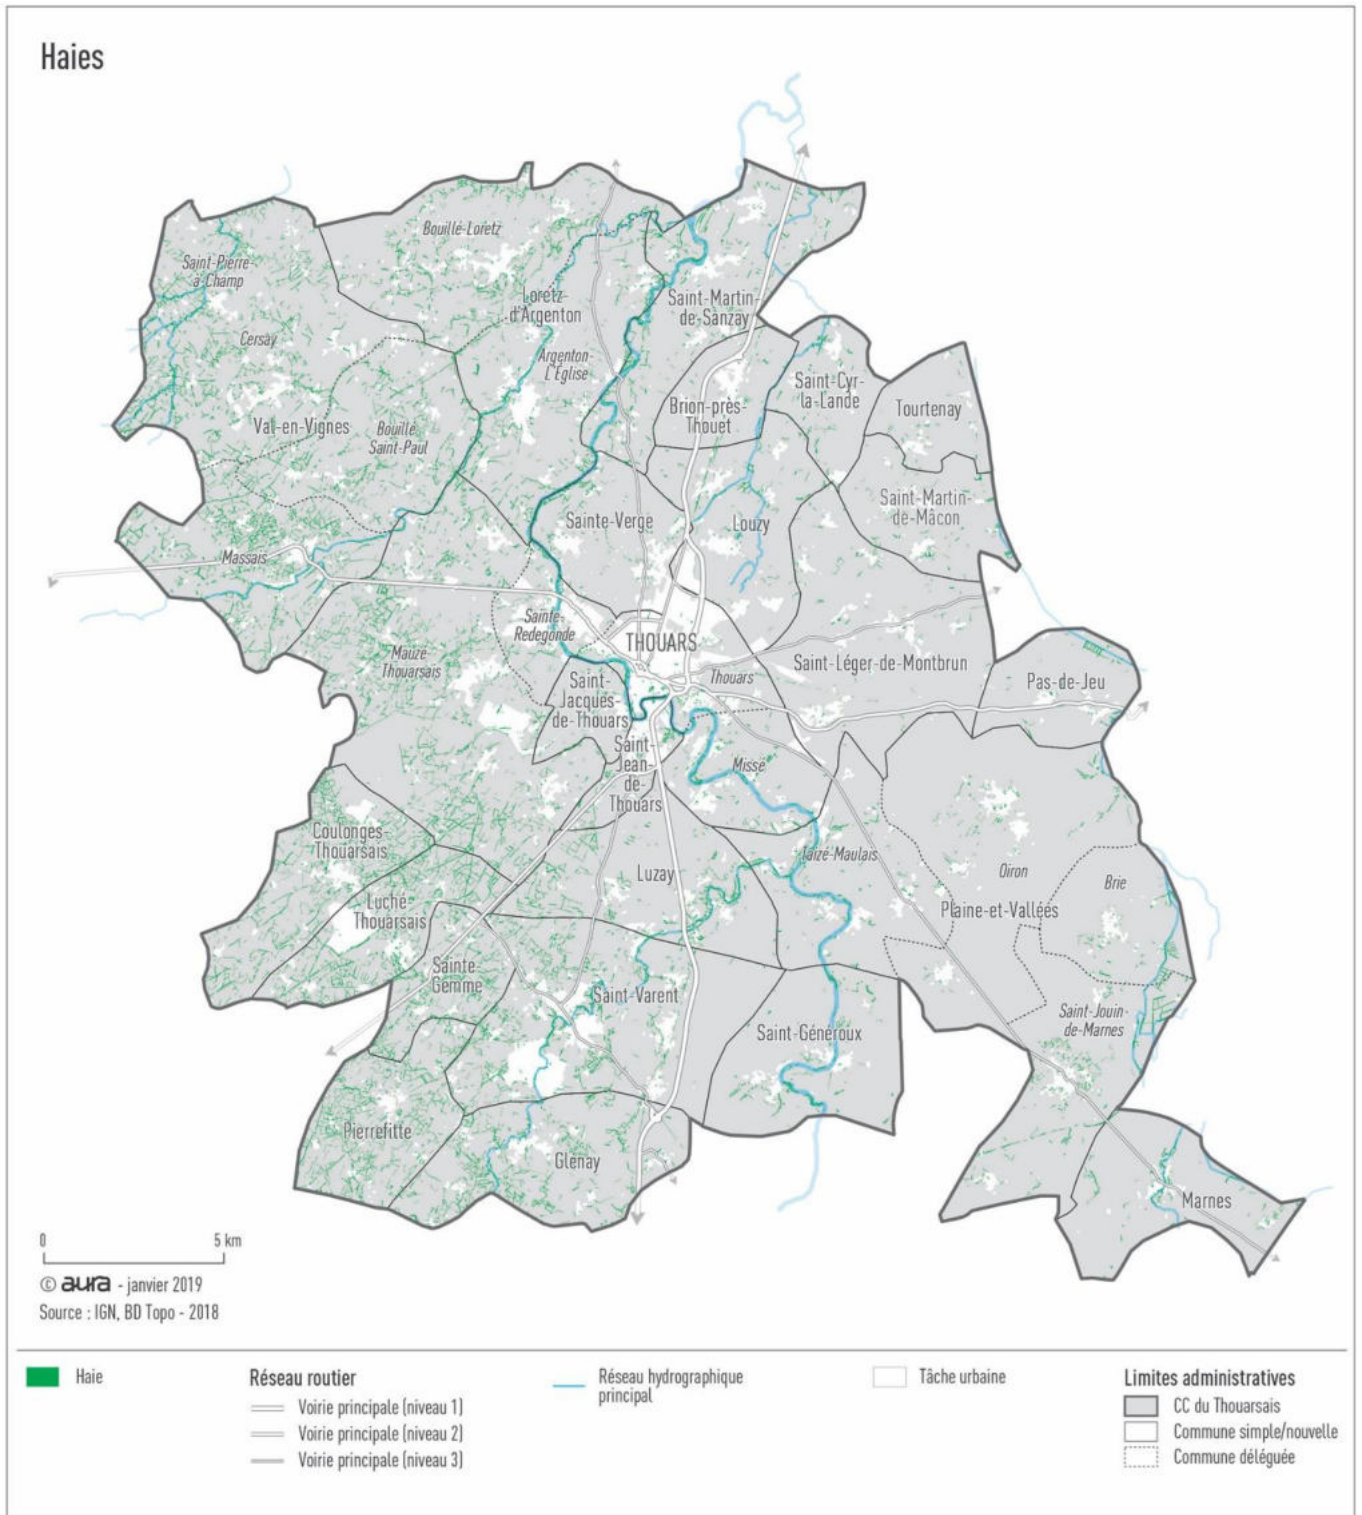 Haies
Bouillé-Loretz
Saint-Pierre-
à-Champ
Loretz-
d'Argenton
Saint-Martin-
de-Sanzay
Cersay
Argenton-
L'Église
Saint-Cyr-
la-Lande
Brion-près-
Thouet
Tourtenay
Val-en-Vignes
Bouillé
Saint-Paul
Saint-Martin-
de-Mâcon
Sainte-Verge
Louzy
Massais
Sainte-
Redegonde
THOUARS
Mauzé
Thouarsais
Saint-Léger-de-Montbrun
Thouars
Pas-de-Jeu
Saint-
Jacques-
de-Thouars
Saint-
Jean-
de-
Thouars
Missé
Coulonges-
Thouarsais
Taizé-Maulais
Luzay
Oiron
Brie
Luché-
Thouarsais
Plaine-et-Vallées
Sainte-
Gemme
Saint-Varent
Saint-Jouin-
de-Marnes
Saint-Généroux
Pierrefitte
Glenay
Marnes
0 5 km
© aura - janvier 2019
Source : IGN, BD Topo - 2018
Haie
Réseau routier
Voirie principale (niveau 1)
Voirie principale (niveau 2)
Voirie principale (niveau 3)
Réseau hydrographique
principal
Tâche urbaine
Limites administratives
CC du Thouarsais
Commune simple/nouvelle
Commune déléguée